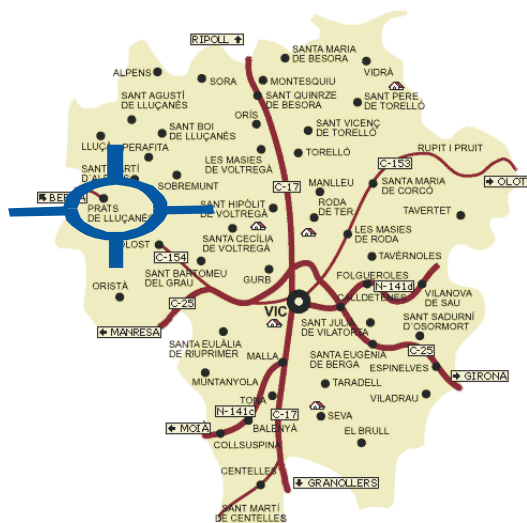 RIPOLL
SANTA MARIA
DE BESORA
ALPENS
SORA
MONTESQUIU
VIDRÀ
SANT AGUSTÍ
DE LLUÇANÈS
SANT QUINRZE
DE BESORA
SANT PERE
DE TORELLÓ
ORÍS
SANT BOI
DE LLUÇANÈS
SANT VICENÇ
DE TORELLÓ
LLUÇÀ
PERAFITA
LES MASIES
DE VOLTREGÀ
TORELLÓ
RUPIT I PRUIT
C-153
SOBREMUNT
C-17
MANLLEU
SANTA MARIA
DE CORCÓ
OLOT
PRATS
DE LLUÇANÈS
SANT HIPÒLIT
DE VOLTREGÀ
RODA
DE TER
TAVERTET
SANTA CECÍLIA
DE VOLTREGÀ
LES MASIES
DE RODA
C-154
TAVÈRNOLES
SANT BARTOMEU
DEL GRAU
GURB
FOLGUEROLES
ORISTÀ
N-141d
C-25
VIC
CALLDETENES
VILANOVA
DE SAU
MANRESA
SANT JULIÀ
DE VILATORTA
SANT SADURNÍ
D'OSORMORT
SANTA EULÀLIA
DE RIUPRIMER
MALLA
SANTA EUGÈNIA
DE BERGA
C-25
ESPINELVES
GIRONA
MUNTANYOLA
TARADELL
TONA
VILADRAU
N-141c
C-17
SEVA
MOIÀ
BALENYÀ
EL BRULL
COLLSUSPINA
CENTELLES
GRANOLLERS
SANT MARTÍ
DE CENTELLES